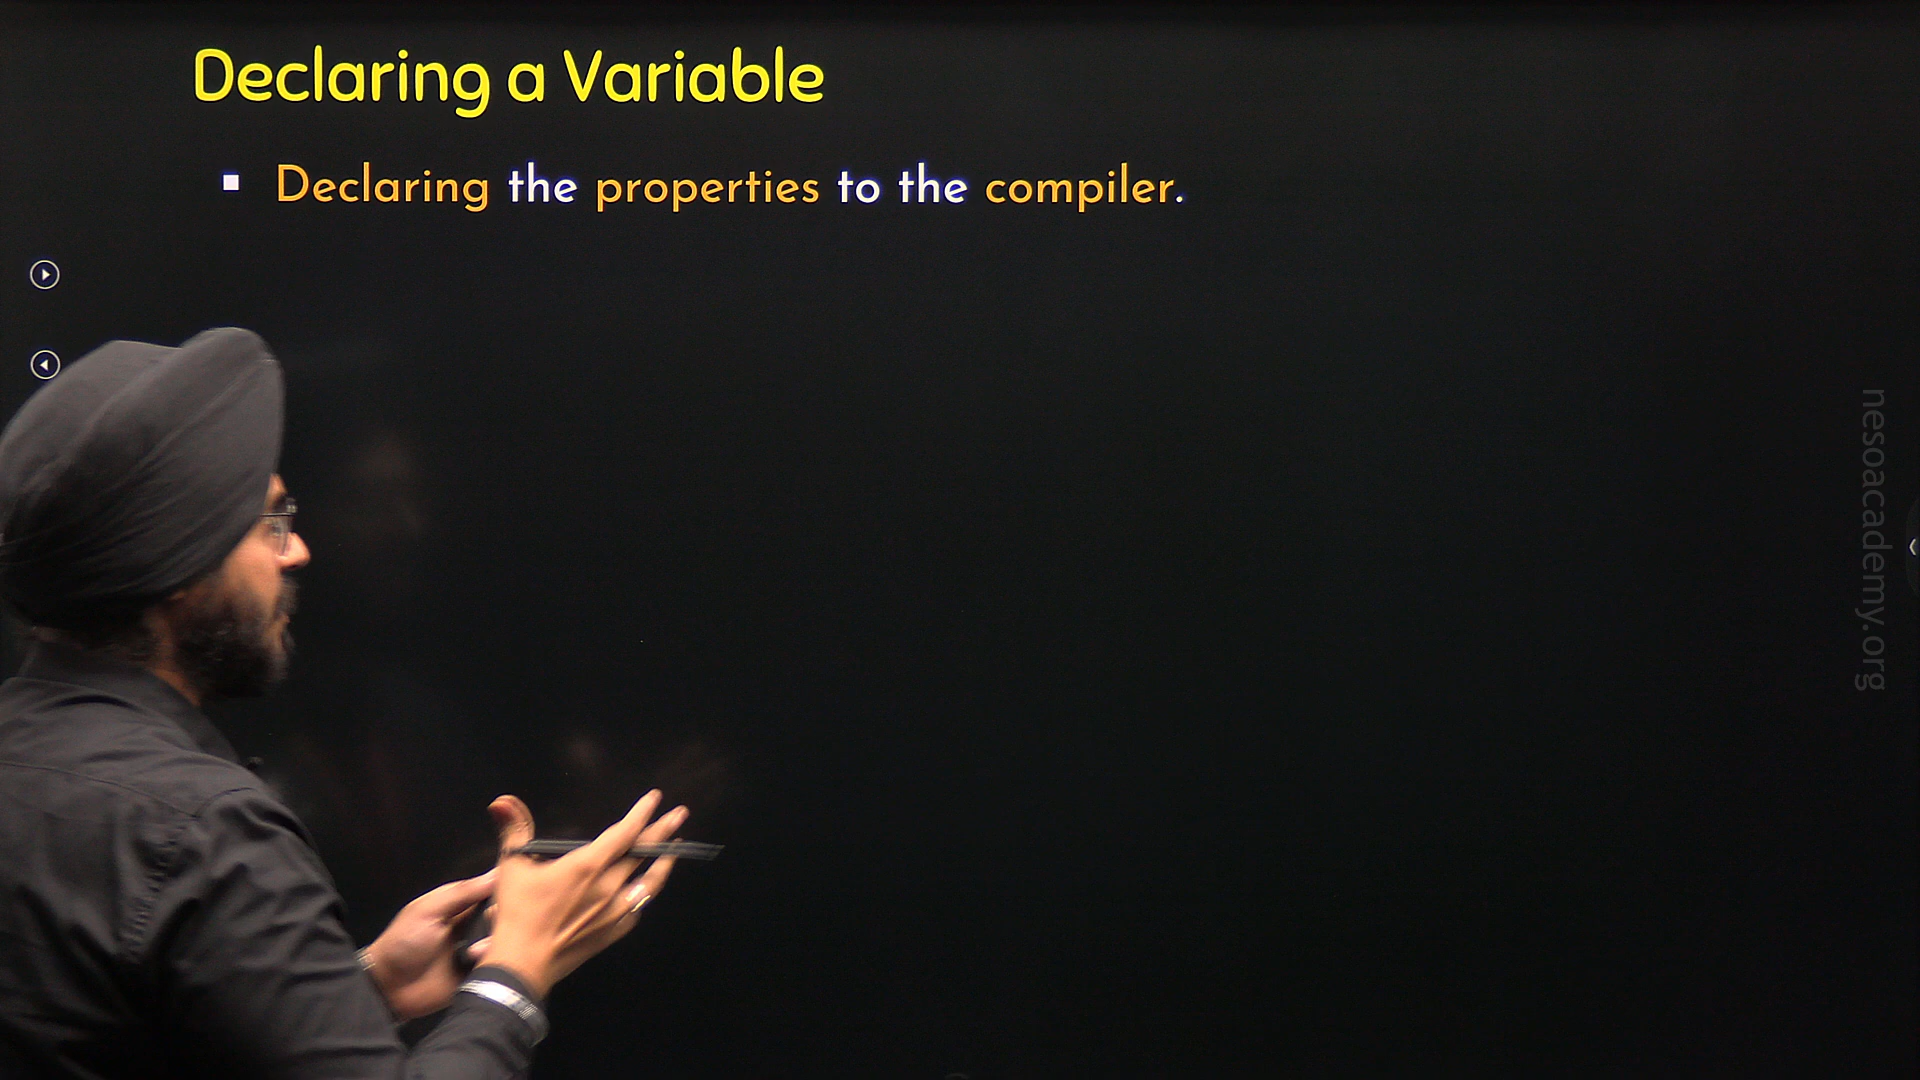 Declaring a Variable
▪ Declaring the properties to the compiler.
nesoacademy.org